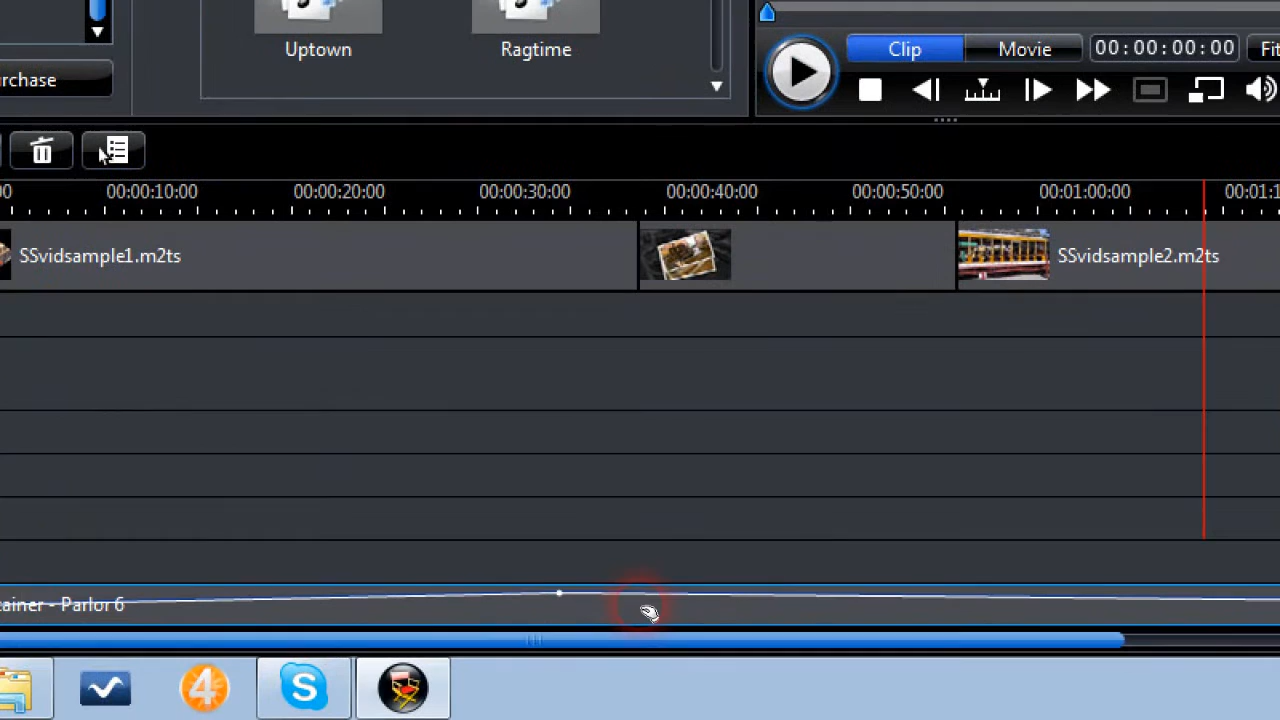 Uptown
Ragtime
rchase
Clip
Movie
00:00:00:00
Fit
00
00:00:10:00
00:00:20:00
00:00:30:00
00:00:40:00
00:00:50:00
00:01:00:00
00:01:1
SSvidsample1.m2ts
SSvidsample2.m2ts
tainer - Parlor 6
4
S